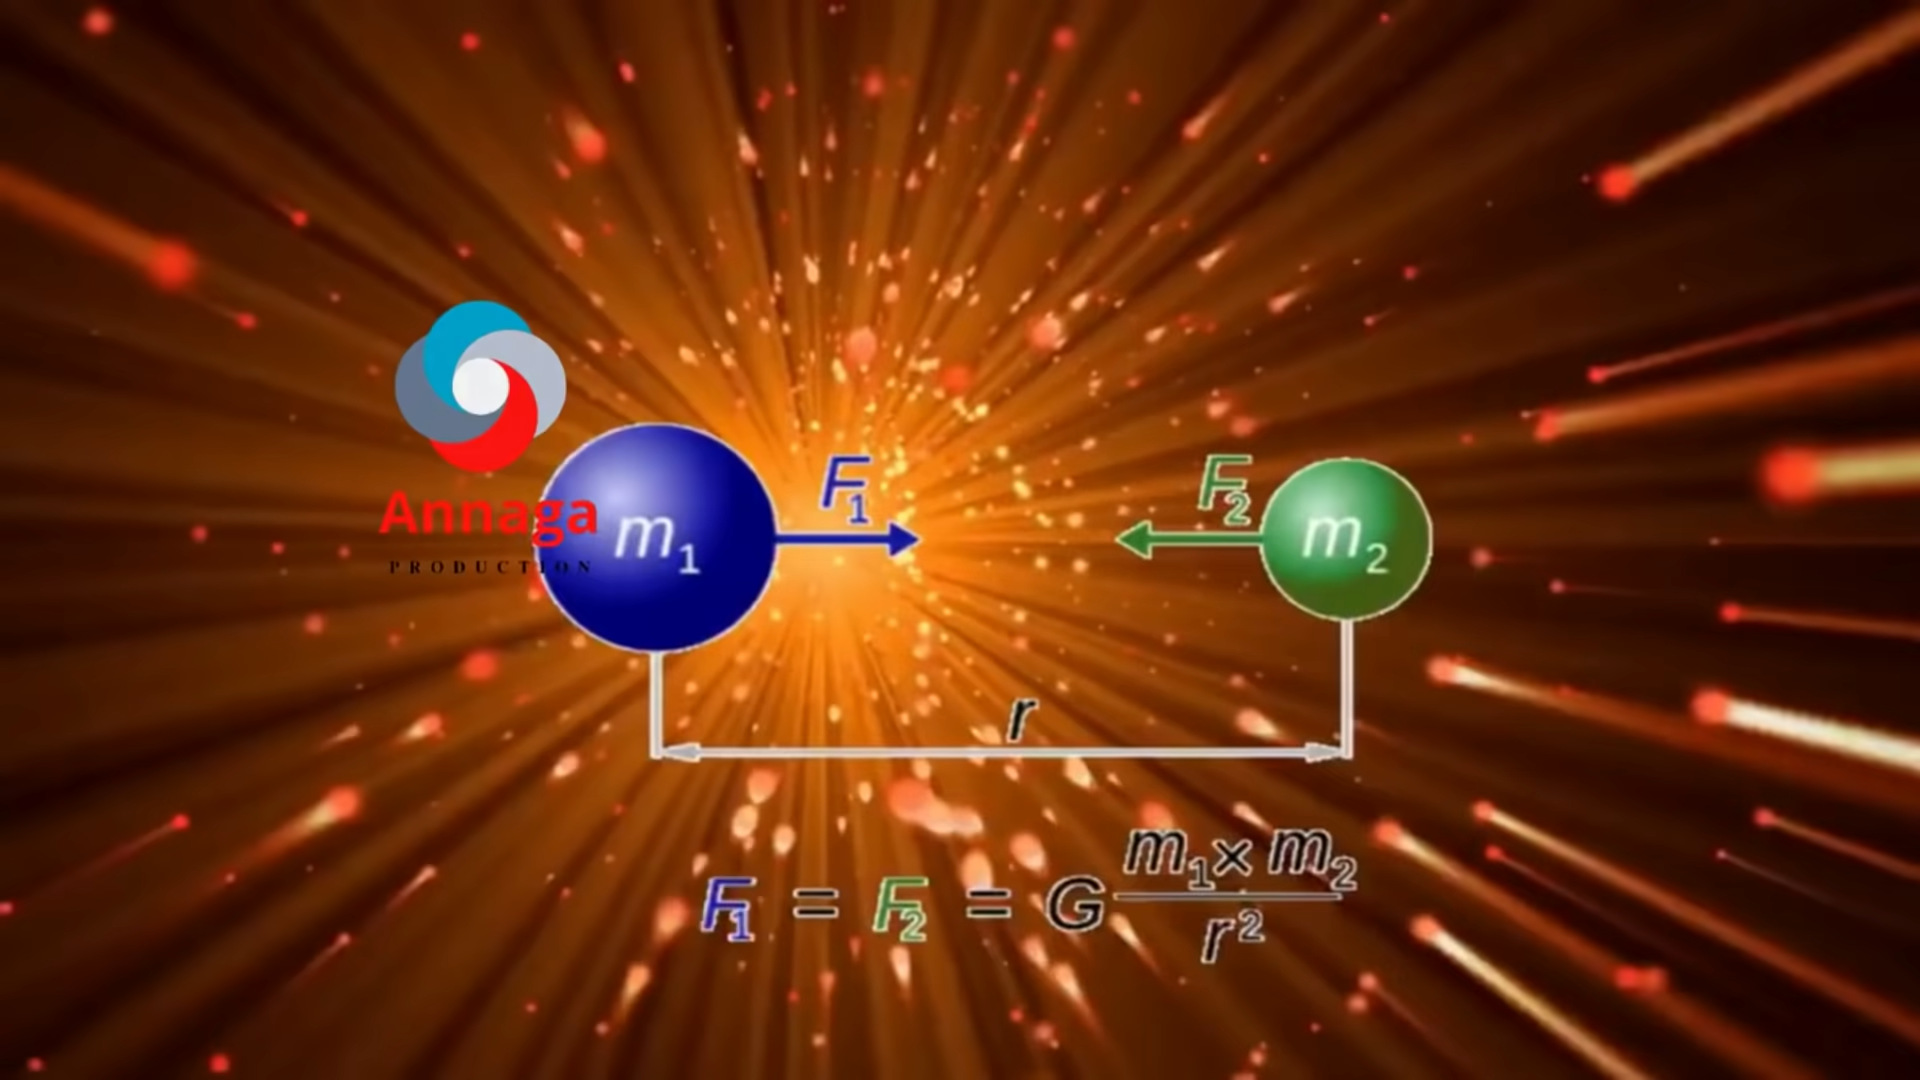 Annaga
PRODUCTION
m₁
F₁
F₂
m₂
r
F₁ = F₂ = G m₁ × m₂ / r²